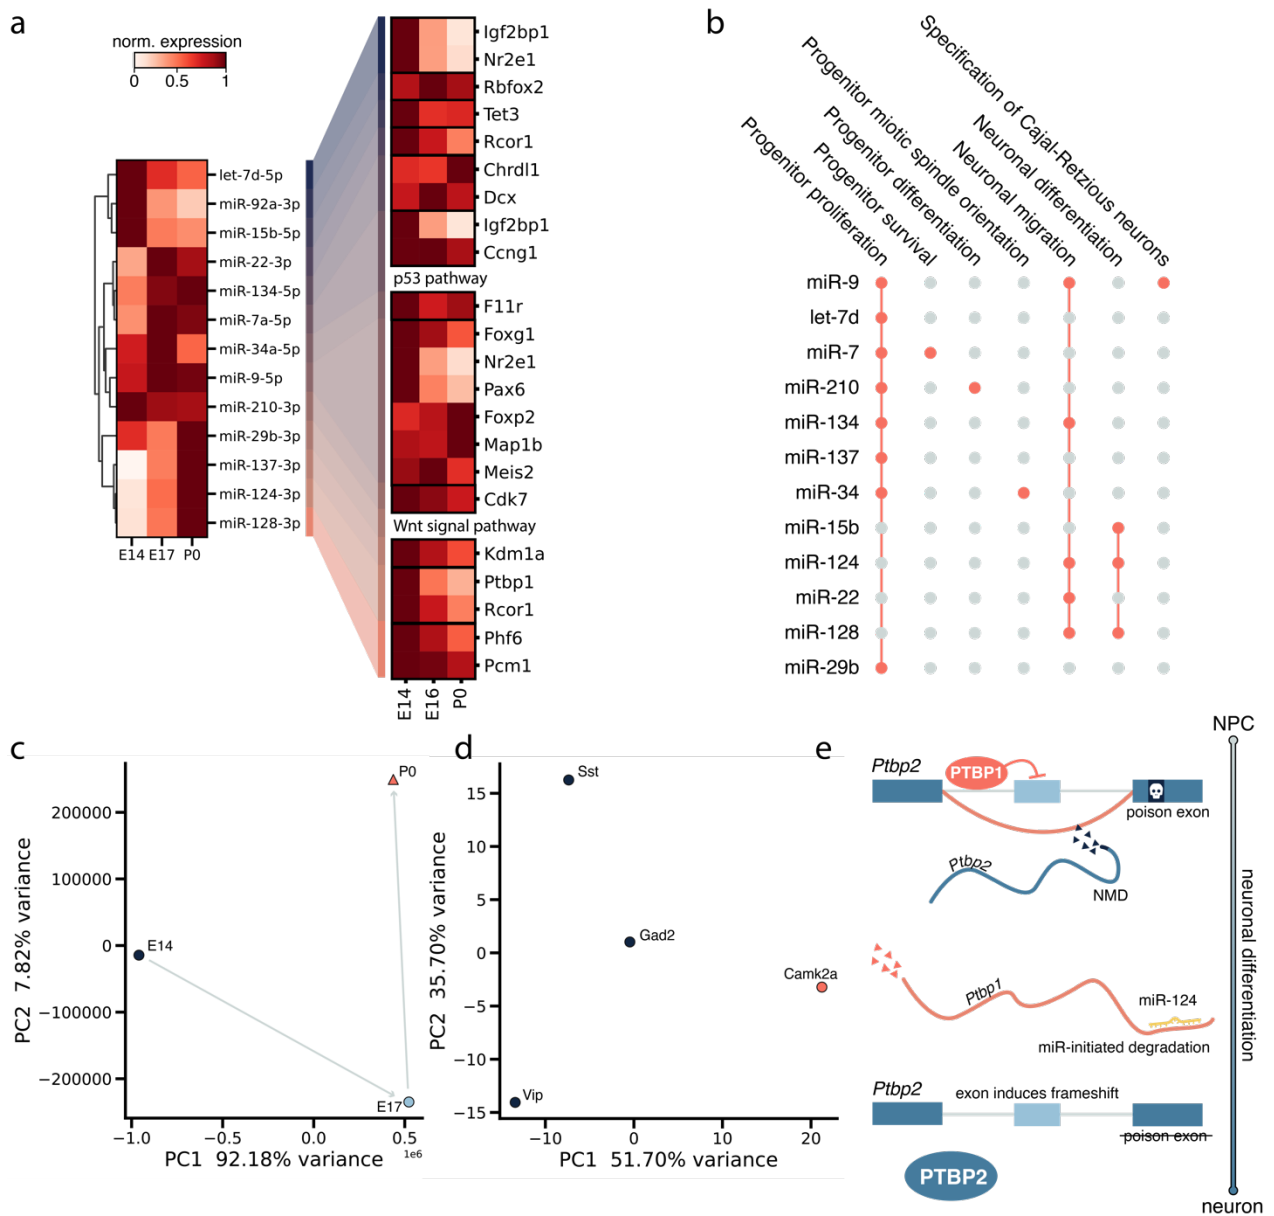 a
norm. expression
0 0.5 1
let-7d-5p
miR-92a-3p
miR-15b-5p
miR-22-3p
miR-134-5p
miR-7a-5p
miR-34a-5p
miR-9-5p
miR-210-3p
miR-29b-3p
miR-137-3p
miR-124-3p
miR-128-3p
E14 E17 P0
Igf2bp1
Nr2e1
Rbfox2
Tet3
Rcor1
Chrdl1
Dcx
Igf2bp1
Ccng1
p53 pathway
F11r
Foxg1
Nr2e1
Pax6
Foxp2
Map1b
Meis2
Cdk7
Wnt signal pathway
Kdm1a
Ptbp1
Rcor1
Phf6
Pcm1
E14 E16 P0
b
Progenitor proliferation
Progenitor survival
Progenitor differentiation
Progenitor miotic spindle orientation
Neuronal migration
Neuronal differentiation
Specification of Cajal-Retzious neurons
miR-9
let-7d
miR-7
miR-210
miR-134
miR-137
miR-34
miR-15b
miR-124
miR-22
miR-128
miR-29b
c
PC2 7.82% variance
200000
100000
0
−100000
−200000
P0
E14
E17
−1.0 −0.5 0.0 0.5
1e6
PC1 92.18% variance
d
PC2 35.70% variance
15
10
5
0
−5
−10
−15
Sst
Gad2
Camk2a
Vip
−10 0 10 20
PC1 51.70% variance
e
NPC
Ptbp2
PTBP1
poison exon
Ptbp2
NMD
Ptbp1
miR-124
miR-initiated degradation
Ptbp2
exon induces frameshift
poison exon
PTBP2
neuronal differentiation
neuron